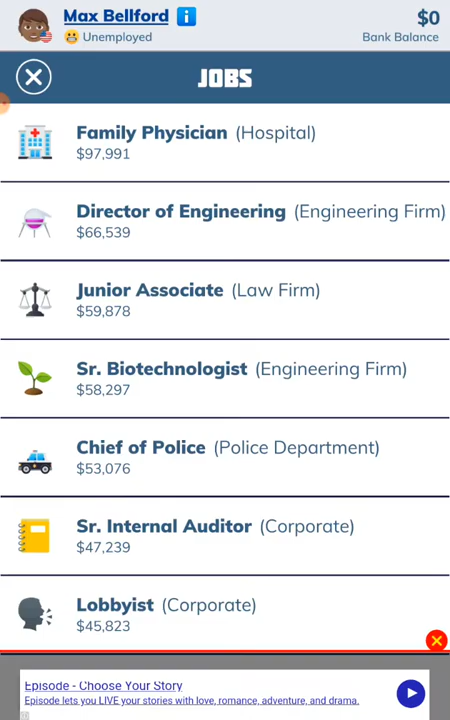 Max Bellford
$0
Unemployed
Bank Balance
JOBS
Family Physician (Hospital)
$97,991
Director of Engineering (Engineering Firm)
$66,539
Junior Associate (Law Firm)
$59,878
Sr. Biotechnologist (Engineering Firm)
$58,297
Chief of Police (Police Department)
$53,076
Sr. Internal Auditor (Corporate)
$47,239
Lobbyist (Corporate)
$45,823
Episode - Choose Your Story
Episode lets you LIVE your stories with love, romance, adventure, and drama.